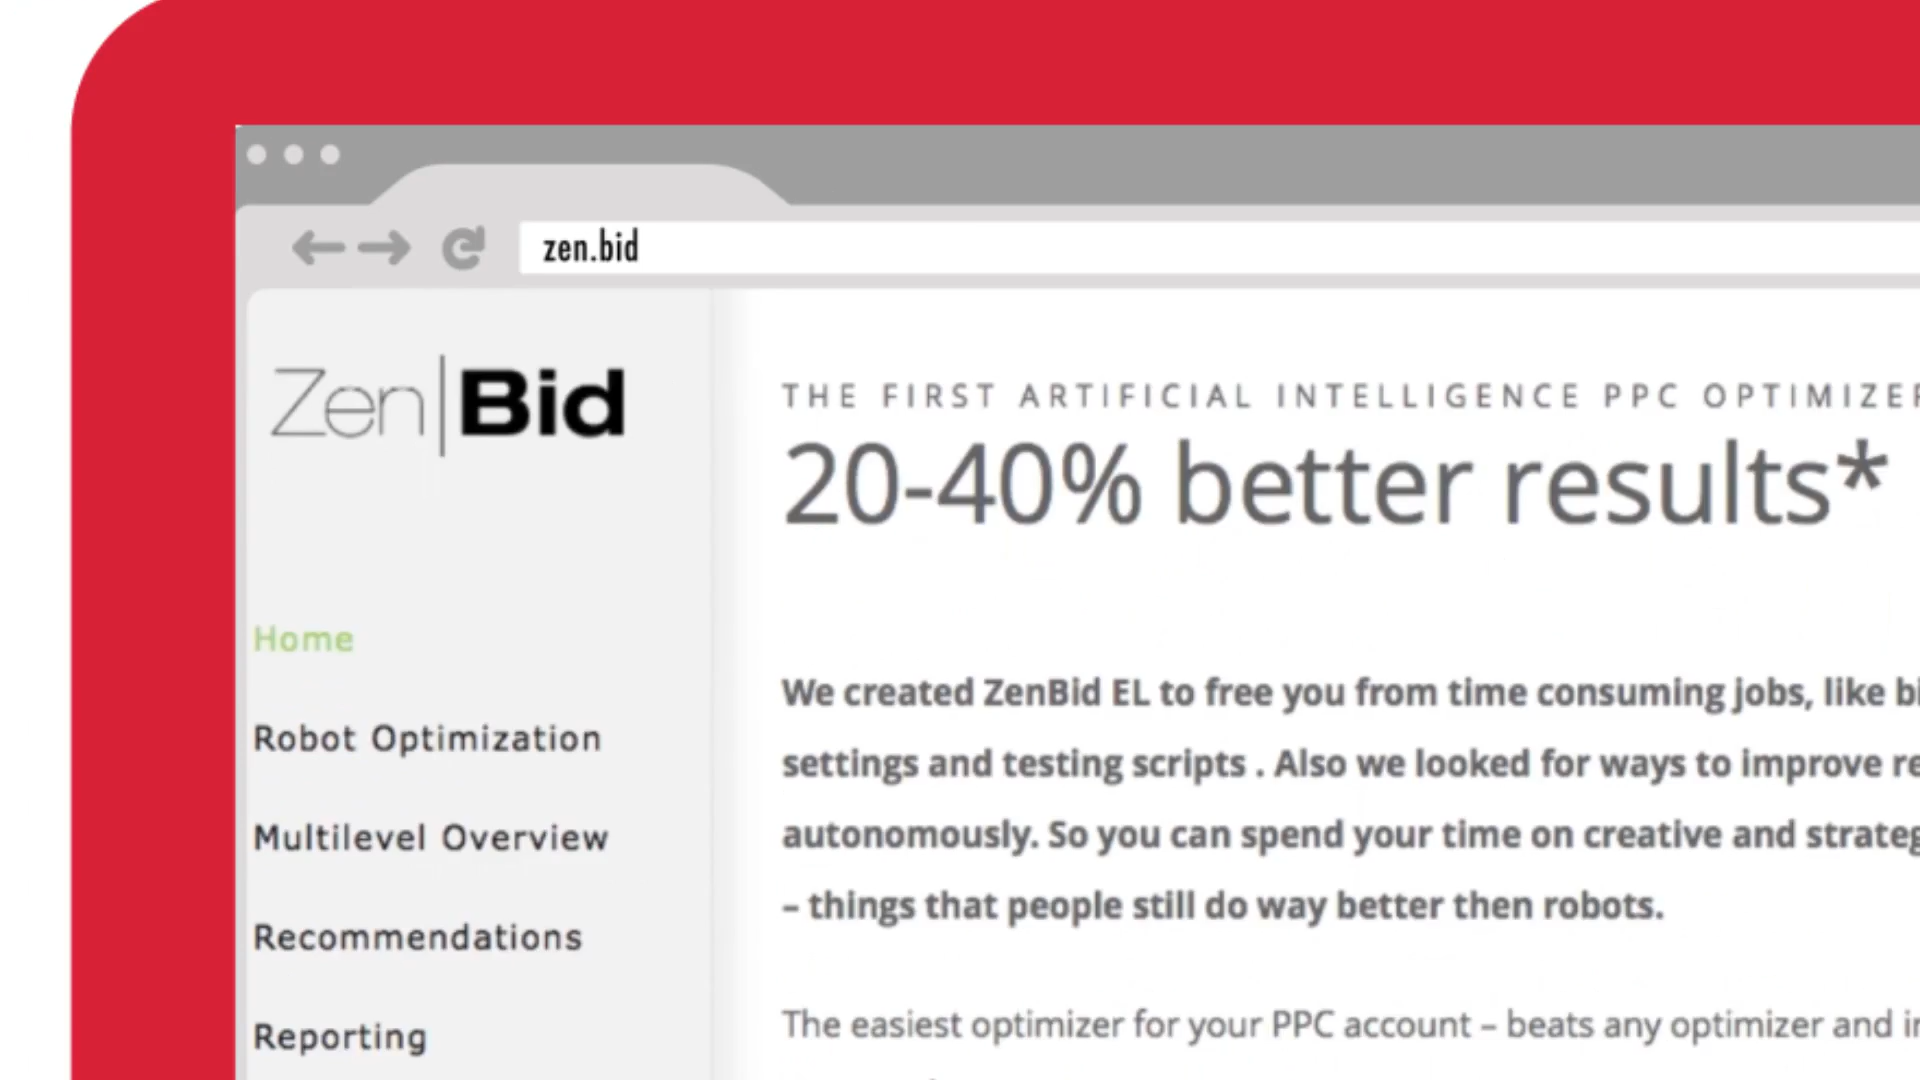 zen.bid
Zen|Bid
THE FIRST ARTIFICIAL INTELLIGENCE PPC OPTIMIZER
20-40% better results*
Home
Robot Optimization
Multilevel Overview
Recommendations
Reporting
We created ZenBid EL to free you from time consuming jobs, like
settings and testing scripts . Also we looked for ways to improve
autonomously. So you can spend your time on creative and
– things that people still do way better then robots.
The easiest optimizer for your PPC account – beats any optimizer and